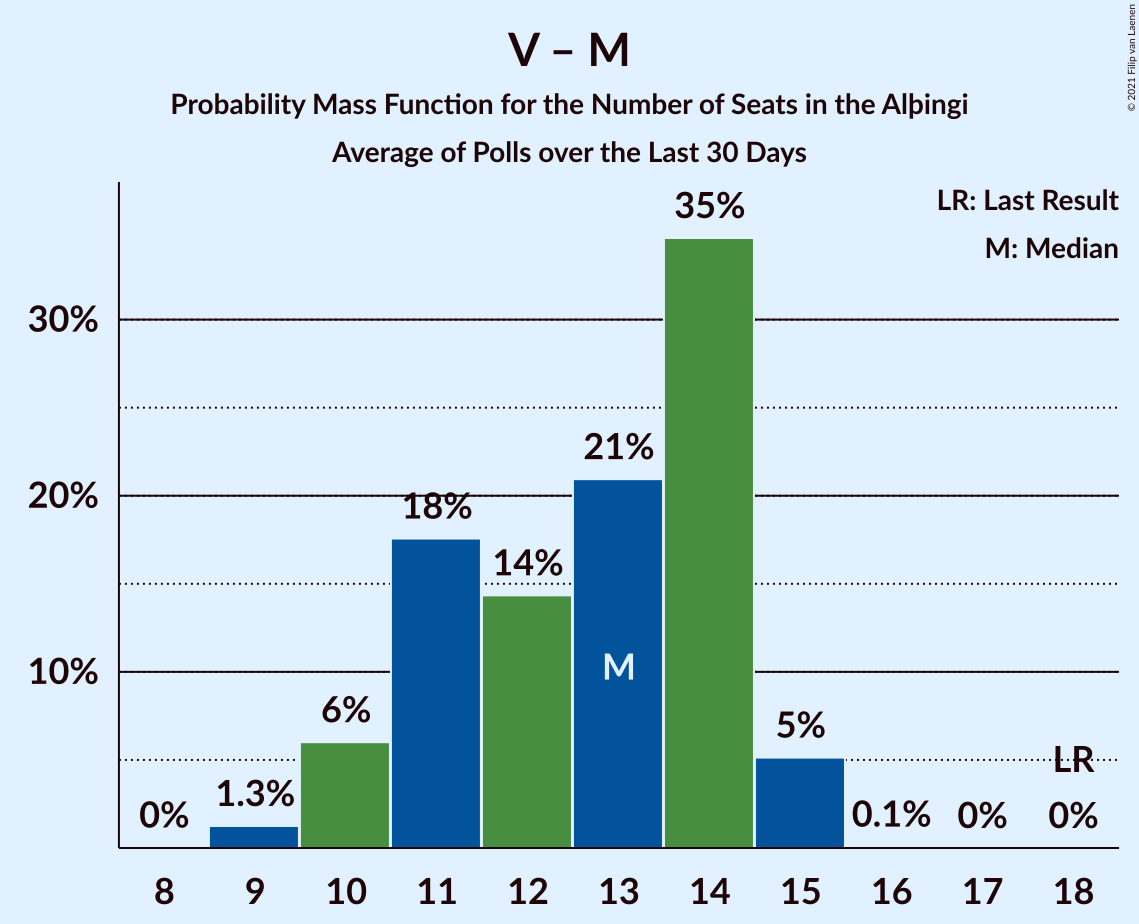 V – M
Probability Mass Function for the Number of Seats in the Alþingi
Average of Polls over the Last 30 Days
© 2021 Filip van Laenen
LR: Last Result
M: Median
30%
20%
10%
0%
1.3%
6%
18%
14%
21%
M
35%
5%
0.1%
0%
LR
0%
8 9 10 11 12 13 14 15 16 17 18